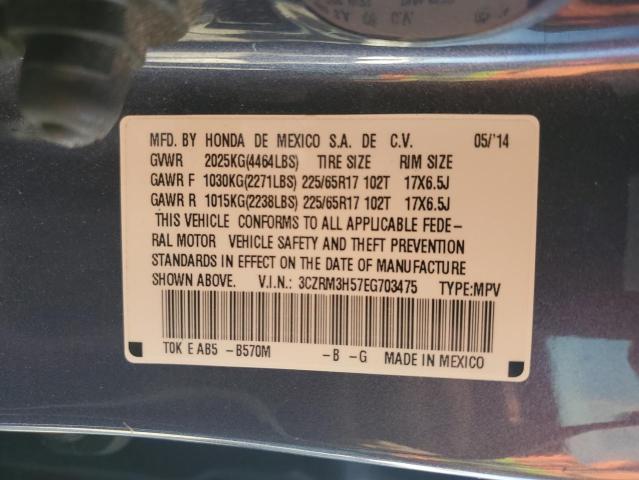 MFD. BY HONDA DE MEXICO S.A. DE C.V. 05/'14
GVWR 2025KG(4464LBS) TIRE SIZE RIM SIZE
GAWR F 1030KG(2271LBS) 225/65R17 102T 17X6.5J
GAWR R 1015KG(2238LBS) 225/65R17 102T 17X6.5J
THIS VEHICLE CONFORMS TO ALL APPLICABLE FEDE-
RAL MOTOR VEHICLE SAFETY AND THEFT PREVENTION
STANDARDS IN EFFECT ON THE DATE OF MANUFACTURE
SHOWN ABOVE. V.I.N.: 3CZRM3H57EG703475 TYPE:MPV
T0K E AB5 -B570M -B -G MADE IN MEXICO